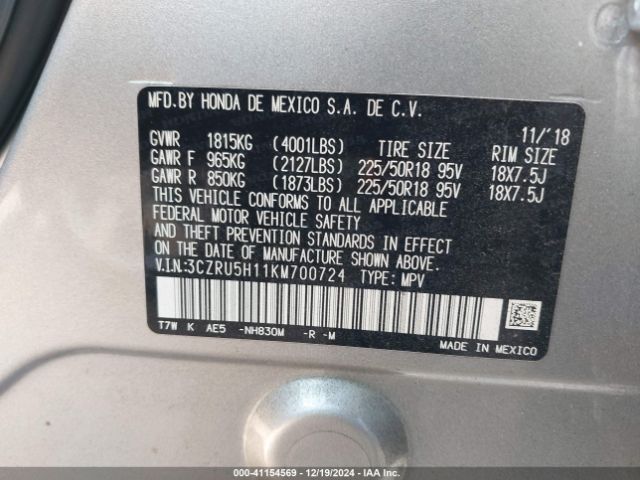 MFD.BY HONDA DE MEXICO S.A. DE C.V.
11/'18
GVWR 1815KG (4001LBS) TIRE SIZE RIM SIZE
GAWR F 965KG (2127LBS) 225/50R18 95V 18X7.5J
GAWR R 850KG (1873LBS) 225/50R18 95V 18X7.5J
THIS VEHICLE CONFORMS TO ALL APPLICABLE
FEDERAL MOTOR VEHICLE SAFETY
AND THEFT PREVENTION STANDARDS IN EFFECT
ON THE DATE OF MANUFACTURE SHOWN ABOVE.
V.I.N.:3CZRU5H11KM700724 TYPE: MPV
T7W K AE5 -NH830M -R -M
MADE IN MEXICO
000-41154569 - 12/19/2024 - IAA Inc.